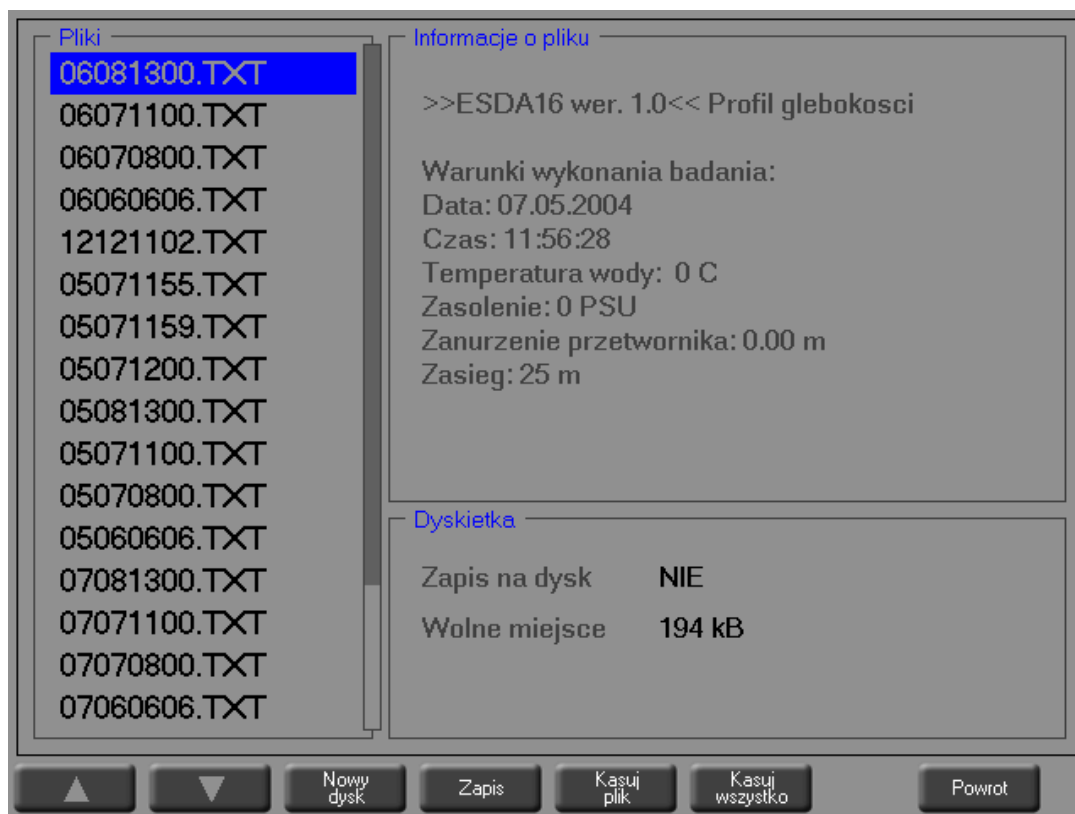 Pliki
06081300.TXT
06071100.TXT
06070800.TXT
06060606.TXT
12121102.TXT
05071155.TXT
05071159.TXT
05071200.TXT
05081300.TXT
05071100.TXT
05070800.TXT
05060606.TXT
07081300.TXT
07071100.TXT
07070800.TXT
07060606.TXT
Informacje o pliku
>>ESDA16 wer. 1.0<< Profil glebokosci
Warunki wykonania badania:
Data: 07.05.2004
Czas: 11:56:28
Temperatura wody: 0 C
Zasolenie: 0 PSU
Zanurzenie przetwornika: 0.00 m
Zasieg: 25 m
Dyskietka
Zapis na dysk NIE
Wolne miejsce 194 kB
Nowy
dysk
Zapis
Kasuj
plik
Kasuj
wszystko
Powrot